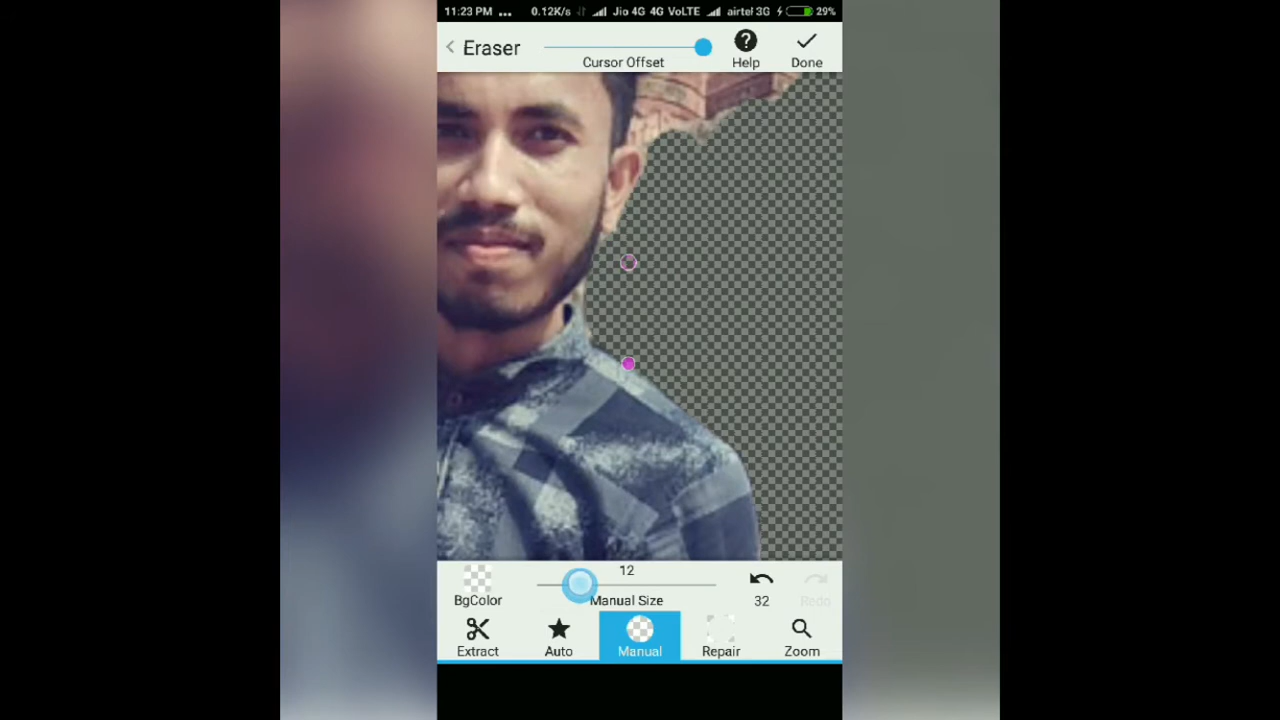 11:23 PM ... 0.12K/s Jio 4G 4G VoLTE airtel 3G 29%
Eraser
Cursor Offset
? Help
Done
12
BgColor
Manual Size
32
Redo
Extract
Auto
Manual
Repair
Zoom